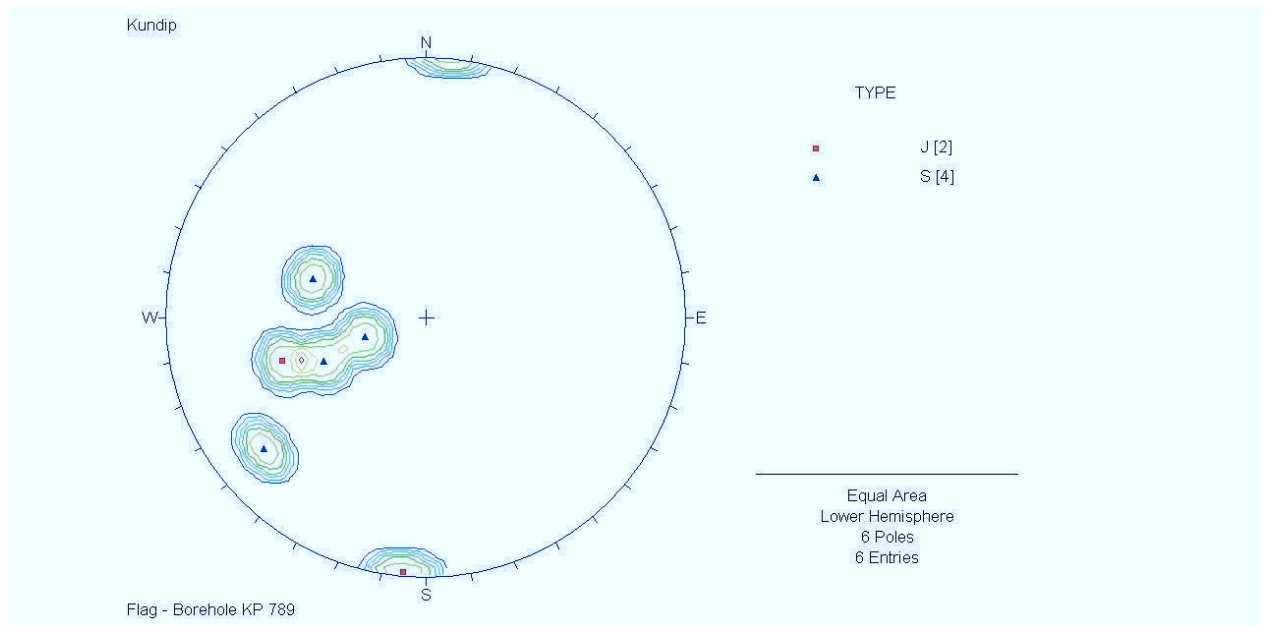 Kundip
N
TYPE
J [2]
S [4]
W
E
Equal Area
Lower Hemisphere
6 Poles
6 Entries
S
Flag - Borehole KP 789